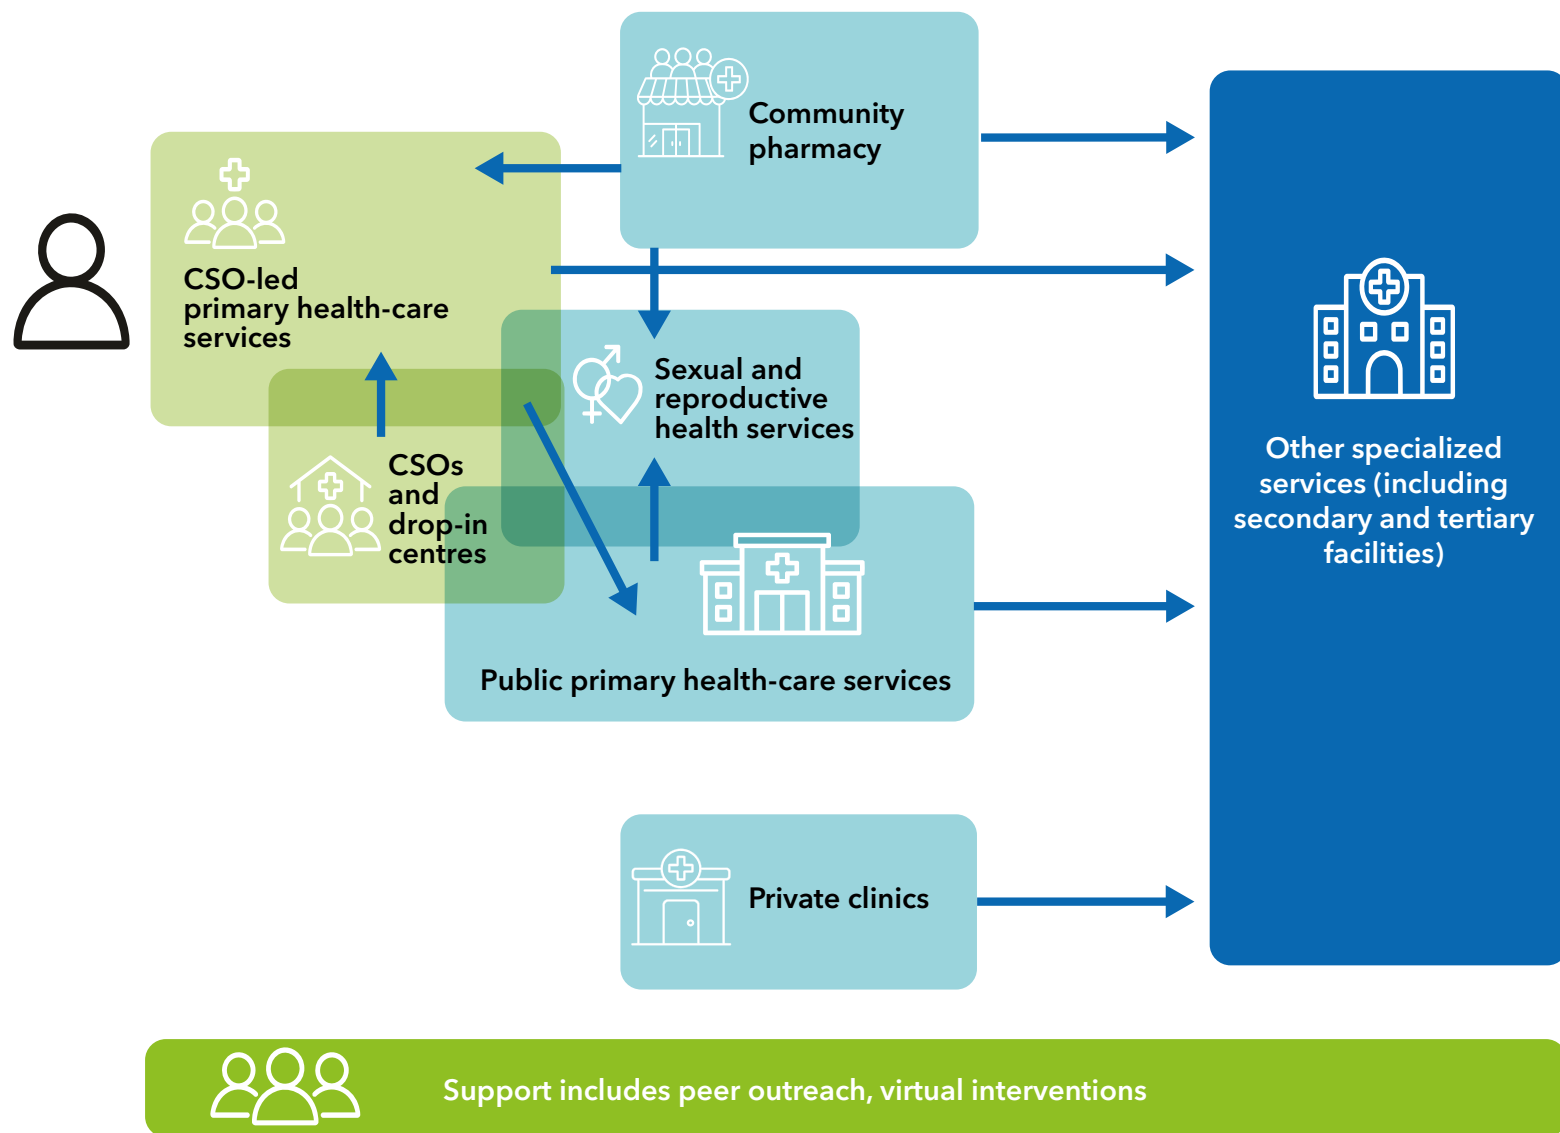 Community
pharmacy
CSO-led
primary health-care
services
Sexual and
reproductive
health services
CSOs
and
drop-in
centres
Public primary health-care services
Private clinics
Other specialized
services (including
secondary and tertiary
facilities)
Support includes peer outreach, virtual interventions